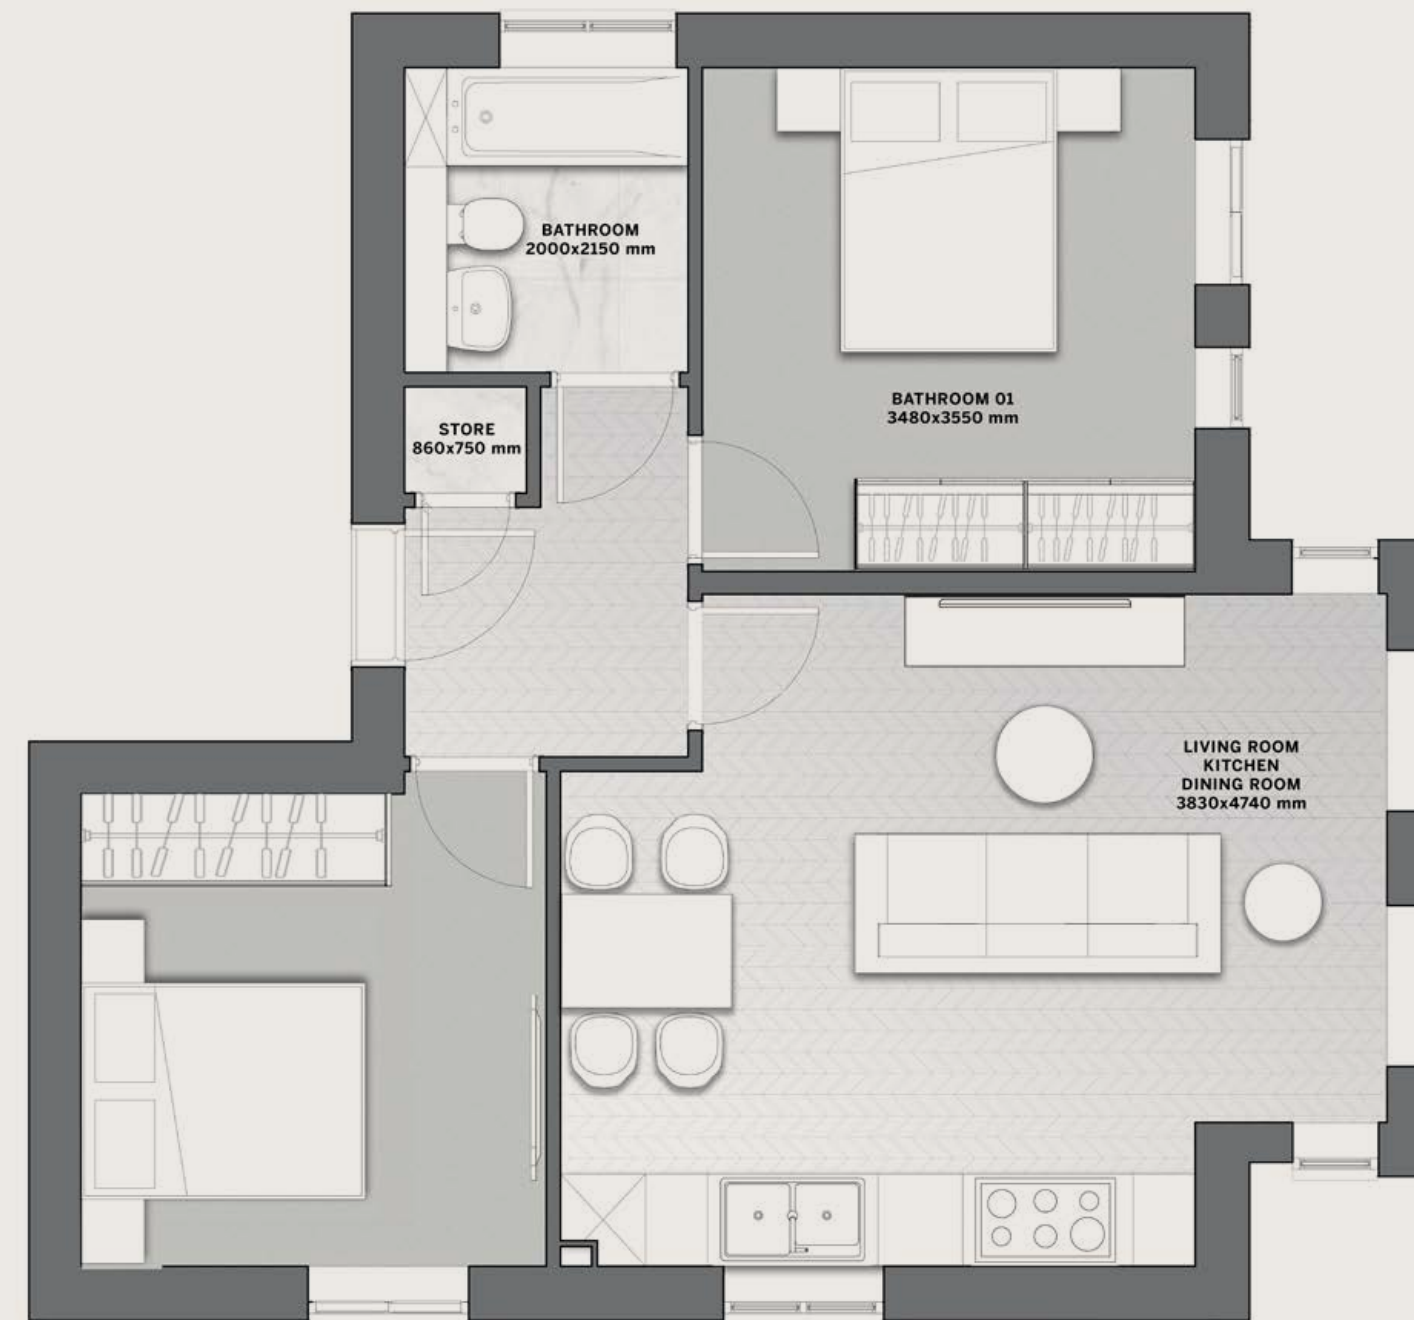 BATHROOM
2000x2150 mm
BATHROOM 01
3480x3550 mm
STORE
860x750 mm
LIVING ROOM
KITCHEN
DINING ROOM
3830x4740 mm